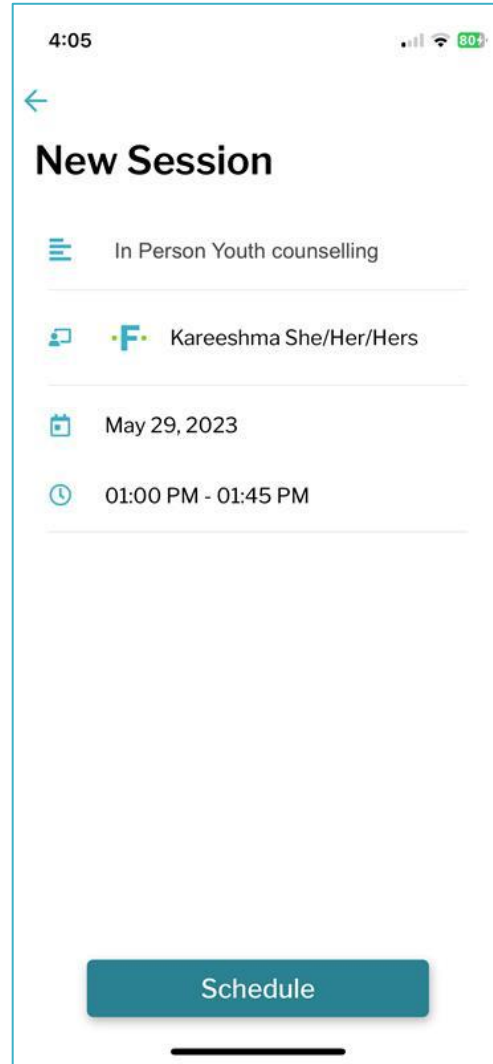 4:05
80
New Session
In Person Youth counselling
F Kareeshma She/Her/Hers
May 29, 2023
01:00 PM - 01:45 PM
Schedule